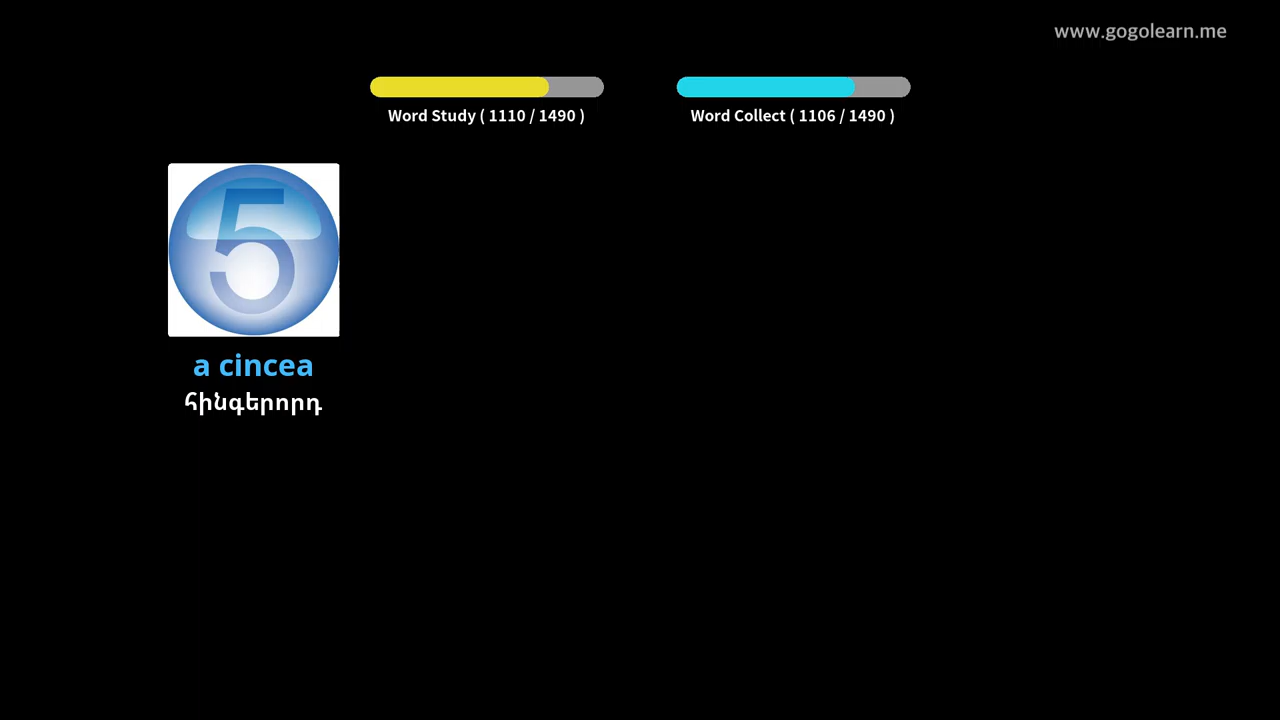 www.gogolearn.me
Word Study ( 1110 / 1490 )
Word Collect ( 1106 / 1490 )
5
a cincea
հինգերորդ